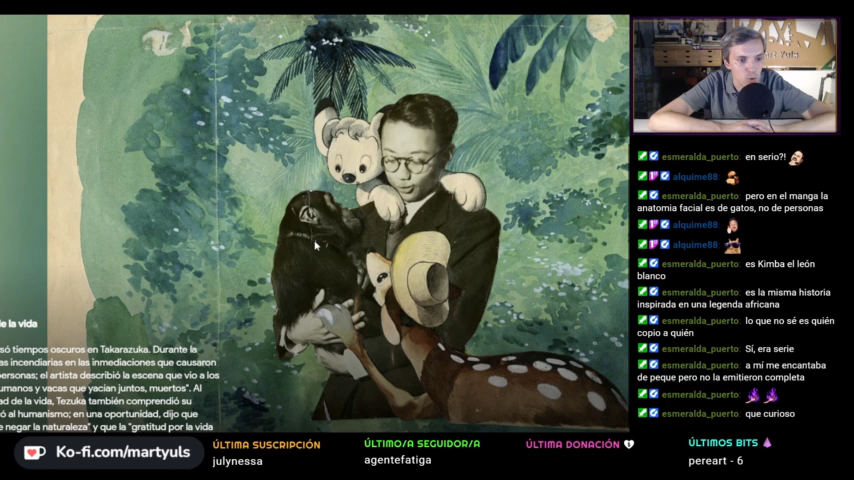 esmeralda_puerto: en serio?!
alquime88:
esmeralda_puerto: pero en el manga la
anatomia facial es de gatos, no de personas
alquime88:
alquime88:
esmeralda_puerto: es Kimba el león
blanco
esmeralda_puerto: es la misma historia
inspirada en una legenda africana
esmeralda_puerto: lo que no sé es quién
copio a quién
esmeralda_puerto: Sí, era serie
esmeralda_puerto: a mí me encantaba
de peque pero no la emitieron completa
esmeralda_puerto:
esmeralda_puerto: que curioso
de la vida
só tiempos oscuros en Takarazuka. Durante la
as incendiarias en las inmediaciones que causaron
personas; el artista describió la escena que vio a los
umanos y vacas que yacían juntos, muertos". Al
ad de la vida, Tezuka también comprendió su
ó al humanismo; en una oportunidad, dijo que
e negar la naturaleza" y que la "gratitud por la vida
Ko-fi.com/martyuls
ÚLTIMA SUSCRIPCIÓN
julynessa
ÚLTIMO/A SEGUIDOR/A
agentefatiga
ÚLTIMA DONACIÓN
ÚLTIMOS BITS
pereart - 6